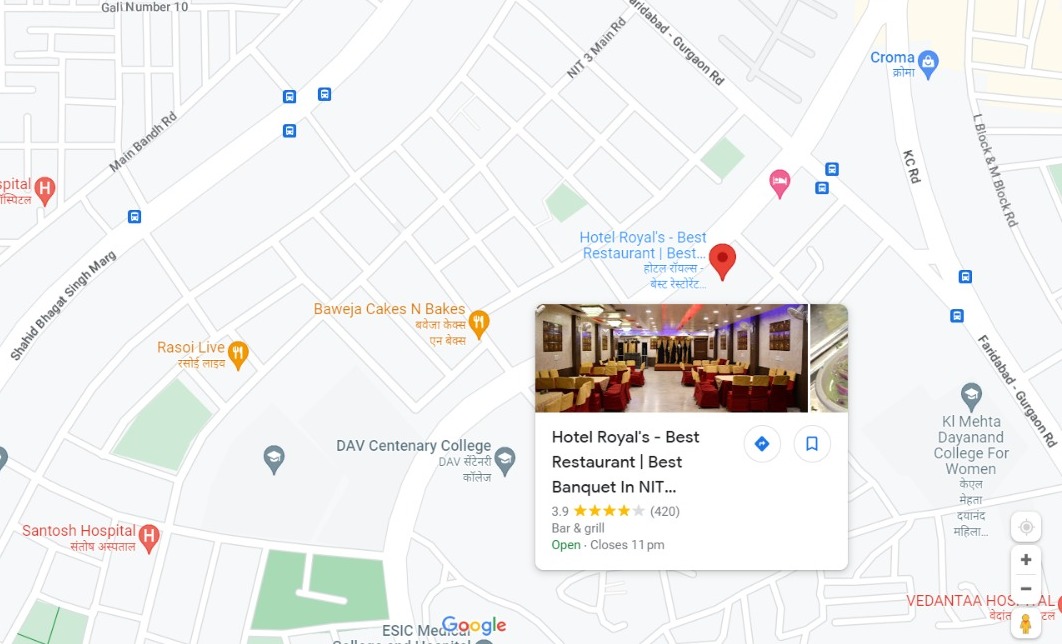 Gali Number 10
NIT 3 Main Rd
Faridabad - Gurgaon Rd
Croma
क्रोमा
Main Bandh Rd
KC Rd
L Block & M Block Rd
spital
Hotel Royal's - Best
Restaurant | Best...
होटल रॉयल्स -
बेस्ट रेस्टोरेंट...
Shahid Bhagat Singh Marg
Baweja Cakes N Bakes
बवेजा केक्स
एन बेक्स
Rasoi Live
रसोई लाइव
Faridabad - Gurgaon Rd
Hotel Royal's - Best
Restaurant | Best
Banquet In NIT...
3.9 (420)
Bar & grill
Open · Closes 11 pm
DAV Centenary College
DAV सेंटेनरी
कॉलेज
Kl Mehta
Dayanand
College For
Women
केएल
मेहता
दयानंद
महिला...
Santosh Hospital
संतोष अस्पताल
VEDANTAA HOSPITAL
Google
ESIC Medical
College and Hospital